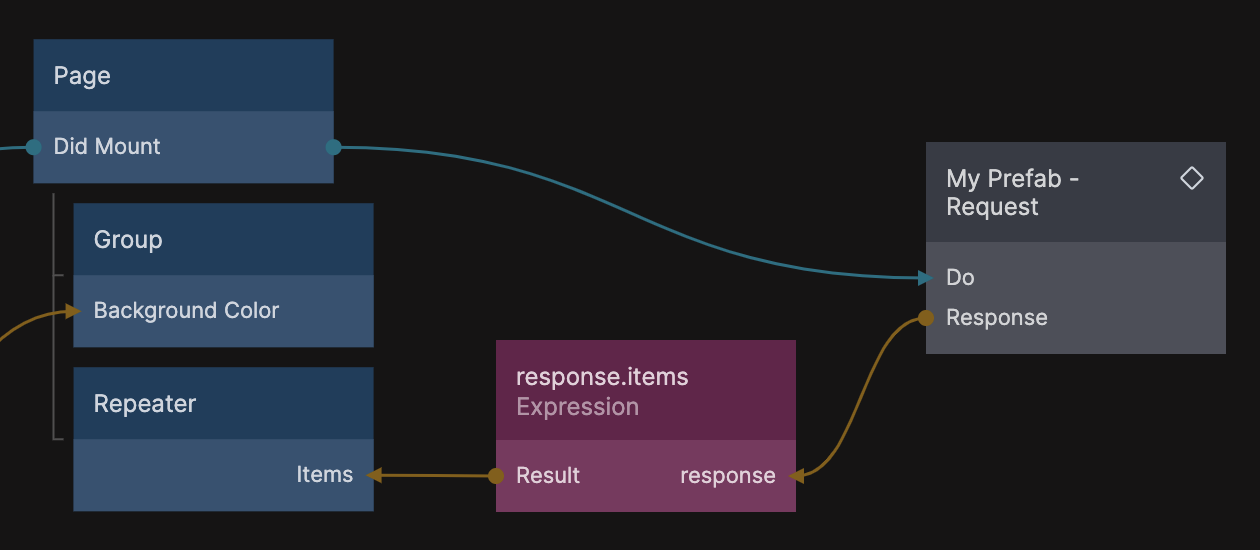 Page
Did Mount
Group
Background Color
Repeater
Items
response.items
Expression
Result
response
My Prefab -
Request
Do
Response